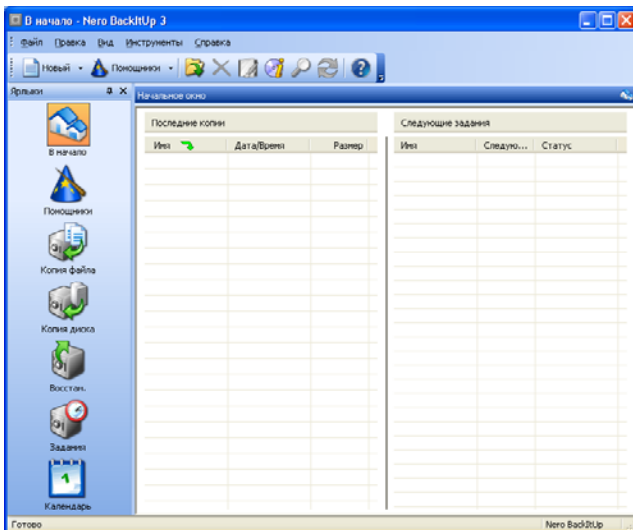 В начало - Nero BackItUp 3
Файл Правка Вид Инструменты Справка
Новый Помощники
Ярлыки
Начальное окно
В начало
Помощники
Копия файла
Копия диска
Восстан.
Задания
1
Календарь
Последние копии
Имя Дата/Время Размер
Следующие задания
Имя Следую... Статус
Готово Nero BackItUp